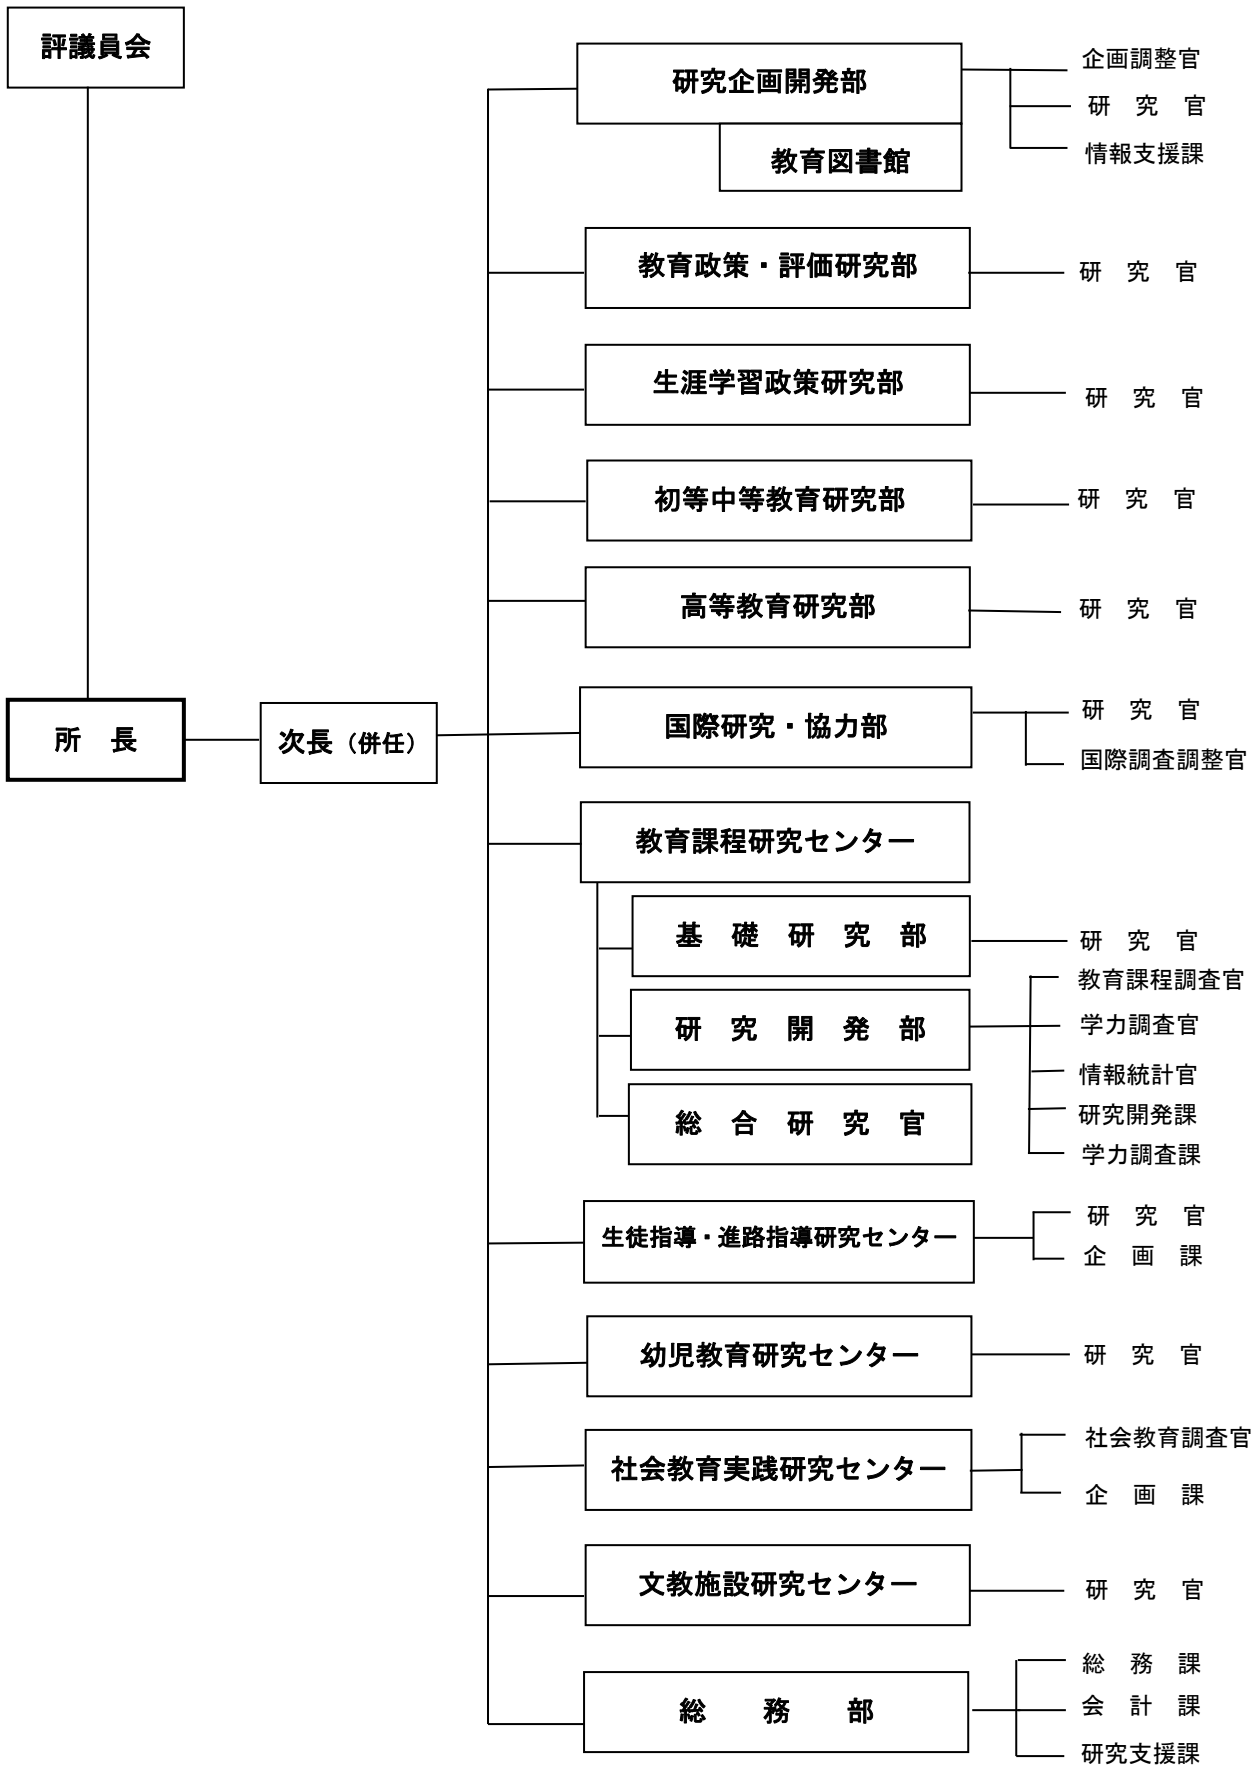 評議員会
研究企画開発部
企画調整官
研　究　官
情報支援課
教育図書館
教育政策・評価研究部
研　究　官
生涯学習政策研究部
研　究　官
初等中等教育研究部
研　究　官
高等教育研究部
研　究　官
所　長
次長（併任）
国際研究・協力部
研　究　官
国際調査調整官
教育課程研究センター
基　礎　研　究　部
研　究　官
研　究　開　発　部
教育課程調査官
学力調査官
情報統計官
研究開発課
学力調査課
総　合　研　究　官
生徒指導・進路指導研究センター
研　究　官
企　画　課
幼児教育研究センター
研　究　官
社会教育実践研究センター
社会教育調査官
企　画　課
文教施設研究センター
研　究　官
総　　務　　部
総　務　課
会　計　課
研究支援課